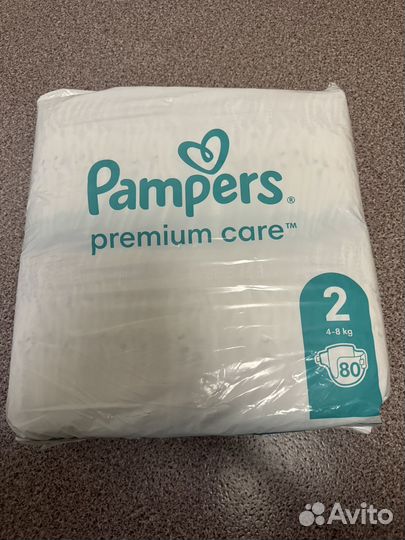 Pampers®
premium care™
2
4-8 kg
80
Avito